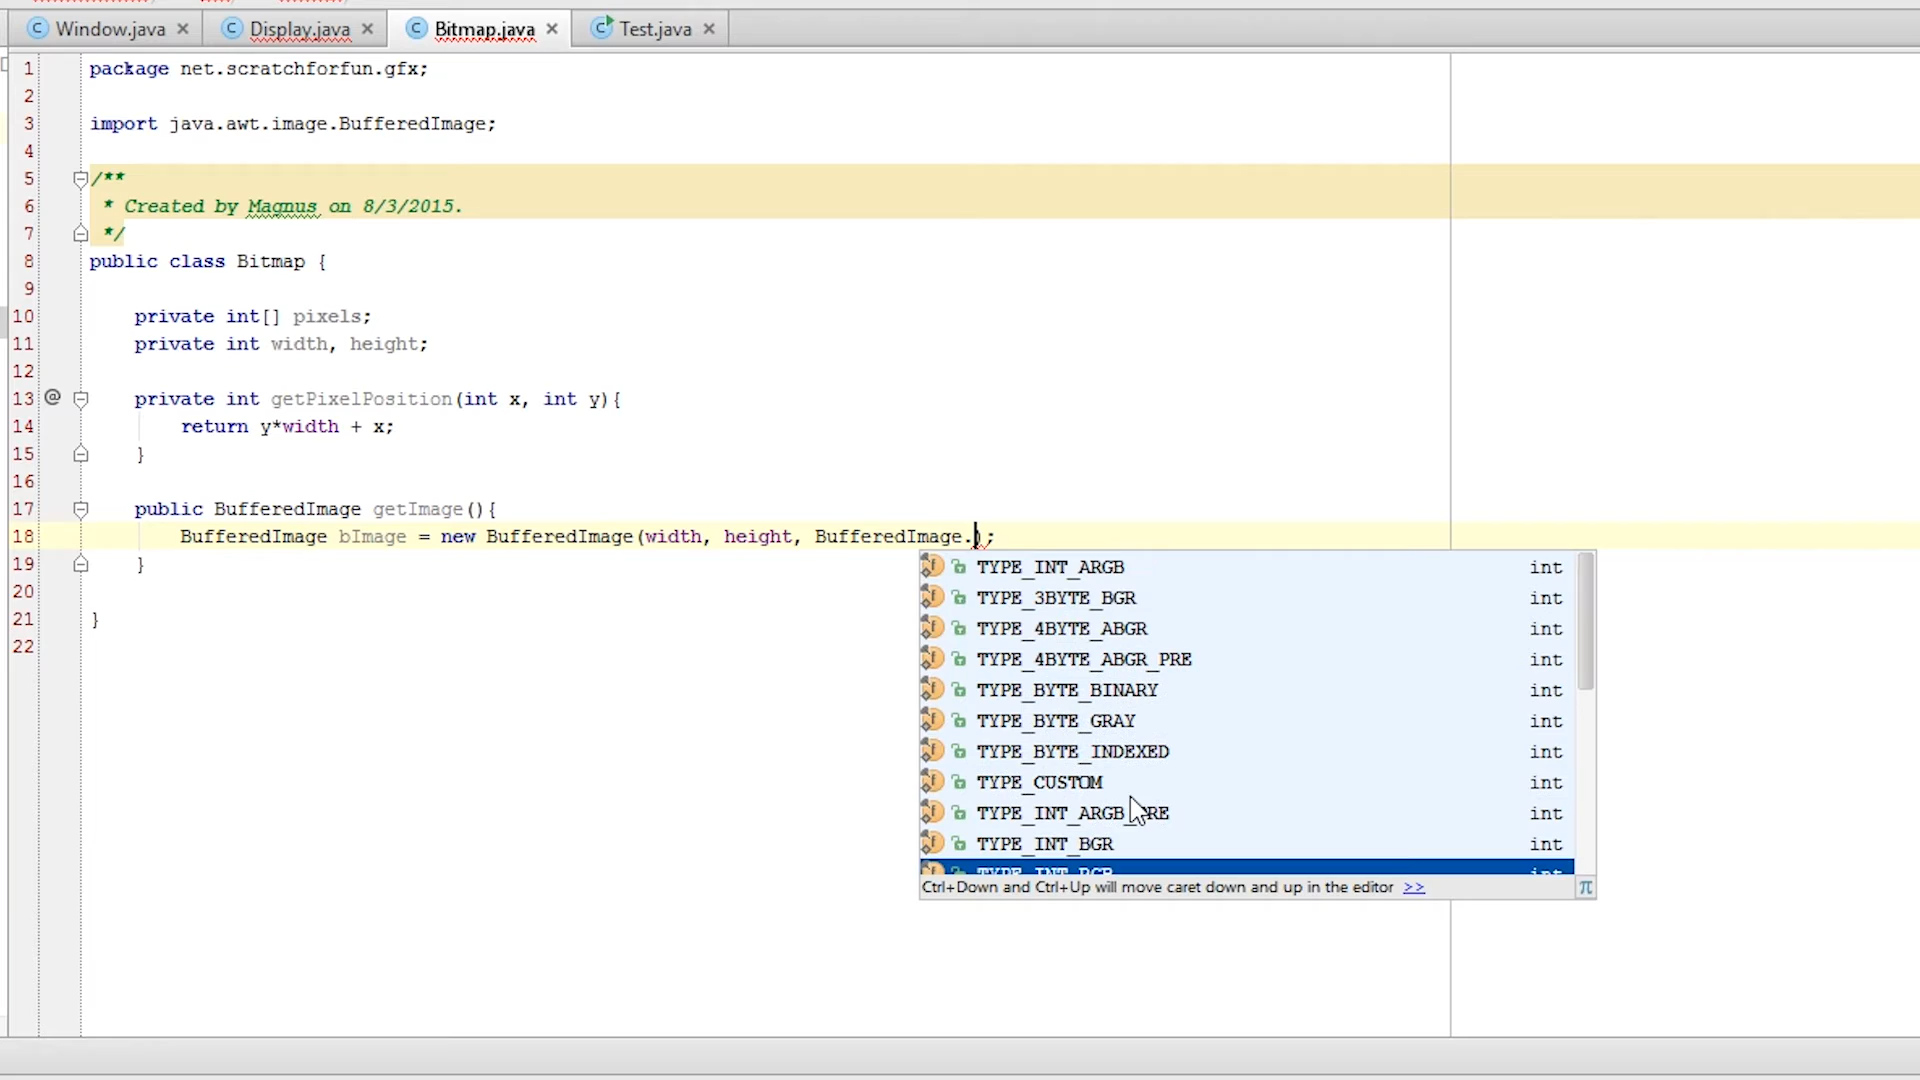 Window.java Display.java Bitmap.java Test.java
1 package net.scratchforfun.gfx;
2
3 import java.awt.image.BufferedImage;
4
5 /**
6 * Created by Magnus on 8/3/2015.
7 */
8 public class Bitmap {
9
10 private int[] pixels;
11 private int width, height;
12
13 @ private int getPixelPosition(int x, int y){
14 return y*width + x;
15 }
16
17 public BufferedImage getImage(){
18 BufferedImage bImage = new BufferedImage(width, height, BufferedImage.);
19 }
20
21 }
22
TYPE_INT_ARGB int
TYPE_3BYTE_BGR int
TYPE_4BYTE_ABGR int
TYPE_4BYTE_ABGR_PRE int
TYPE_BYTE_BINARY int
TYPE_BYTE_GRAY int
TYPE_BYTE_INDEXED int
TYPE_CUSTOM int
TYPE_INT_ARGB_PRE int
TYPE_INT_BGR int
TYPE_INT_RGB int
Ctrl+Down and Ctrl+Up will move caret down and up in the editor >> π